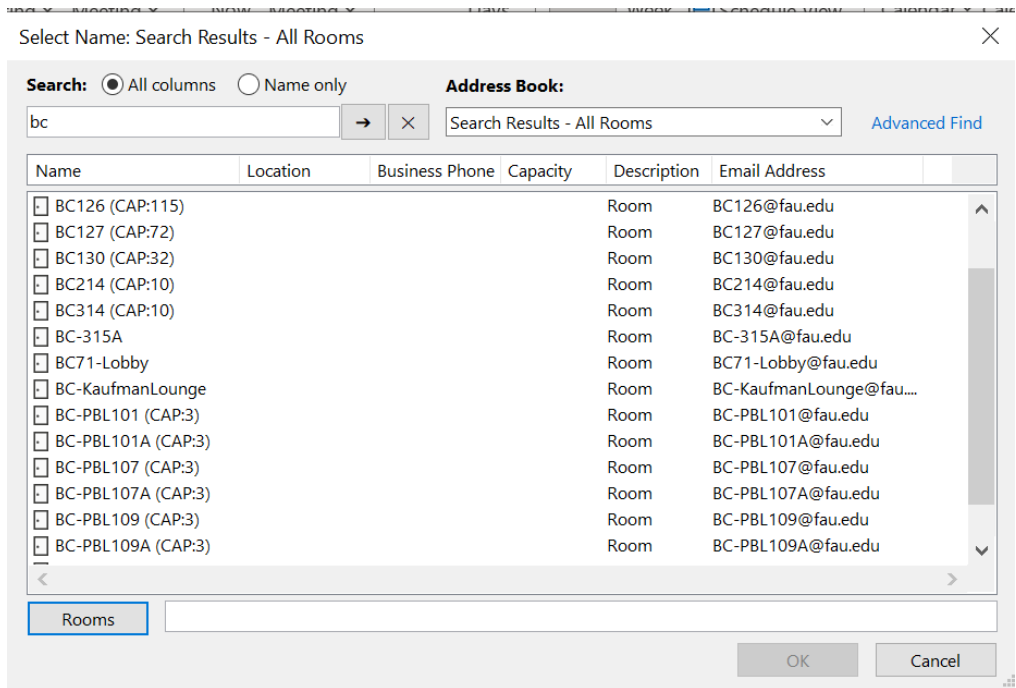 Select Name: Search Results - All Rooms
Search: All columns Name only Address Book:
bc Search Results - All Rooms Advanced Find
Name Location Business Phone Capacity Description Email Address
BC126 (CAP:115) Room BC126@fau.edu
BC127 (CAP:72) Room BC127@fau.edu
BC130 (CAP:32) Room BC130@fau.edu
BC214 (CAP:10) Room BC214@fau.edu
BC314 (CAP:10) Room BC314@fau.edu
BC-315A Room BC-315A@fau.edu
BC71-Lobby Room BC71-Lobby@fau.edu
BC-KaufmanLounge Room BC-KaufmanLounge@fau....
BC-PBL101 (CAP:3) Room BC-PBL101@fau.edu
BC-PBL101A (CAP:3) Room BC-PBL101A@fau.edu
BC-PBL107 (CAP:3) Room BC-PBL107@fau.edu
BC-PBL107A (CAP:3) Room BC-PBL107A@fau.edu
BC-PBL109 (CAP:3) Room BC-PBL109@fau.edu
BC-PBL109A (CAP:3) Room BC-PBL109A@fau.edu
Rooms
OK Cancel